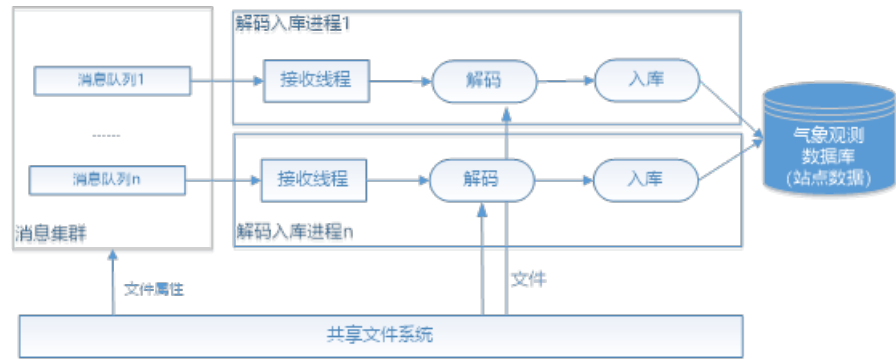 解码入库进程1
消息队列1
接收线程
解码
入库
......
气象观测
数据库
(站点数据)
消息队列n
接收线程
解码
入库
消息集群
解码入库进程n
文件属性
文件
共享文件系统